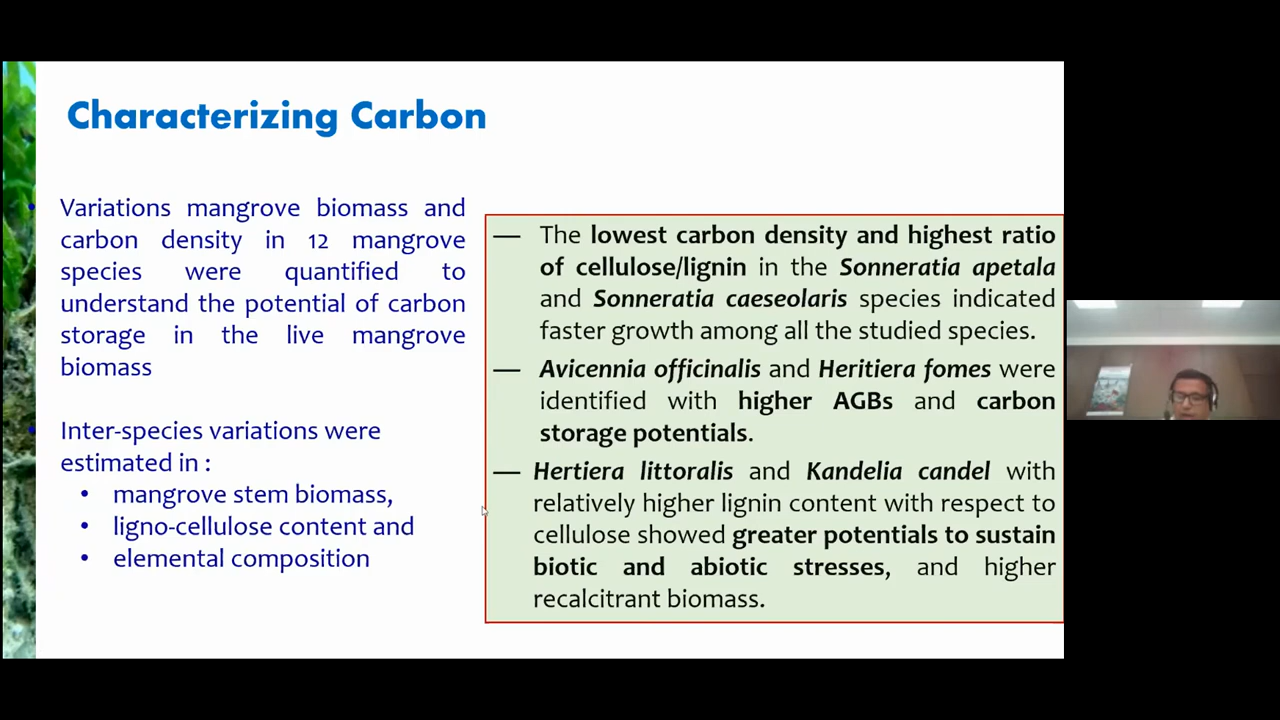 Characterizing Carbon
• Variations mangrove biomass and
carbon density in 12 mangrove
species were quantified to
understand the potential of carbon
storage in the live mangrove
biomass
• Inter-species variations were
estimated in :
• mangrove stem biomass,
• ligno-cellulose content and
• elemental composition
— The lowest carbon density and highest ratio
of cellulose/lignin in the Sonneratia apetala
and Sonneratia caeseolaris species indicated
faster growth among all the studied species.
— Avicennia officinalis and Heritiera fomes were
identified with higher AGBs and carbon
storage potentials.
— Hertiera littoralis and Kandelia candel with
relatively higher lignin content with respect to
cellulose showed greater potentials to sustain
biotic and abiotic stresses, and higher
recalcitrant biomass.